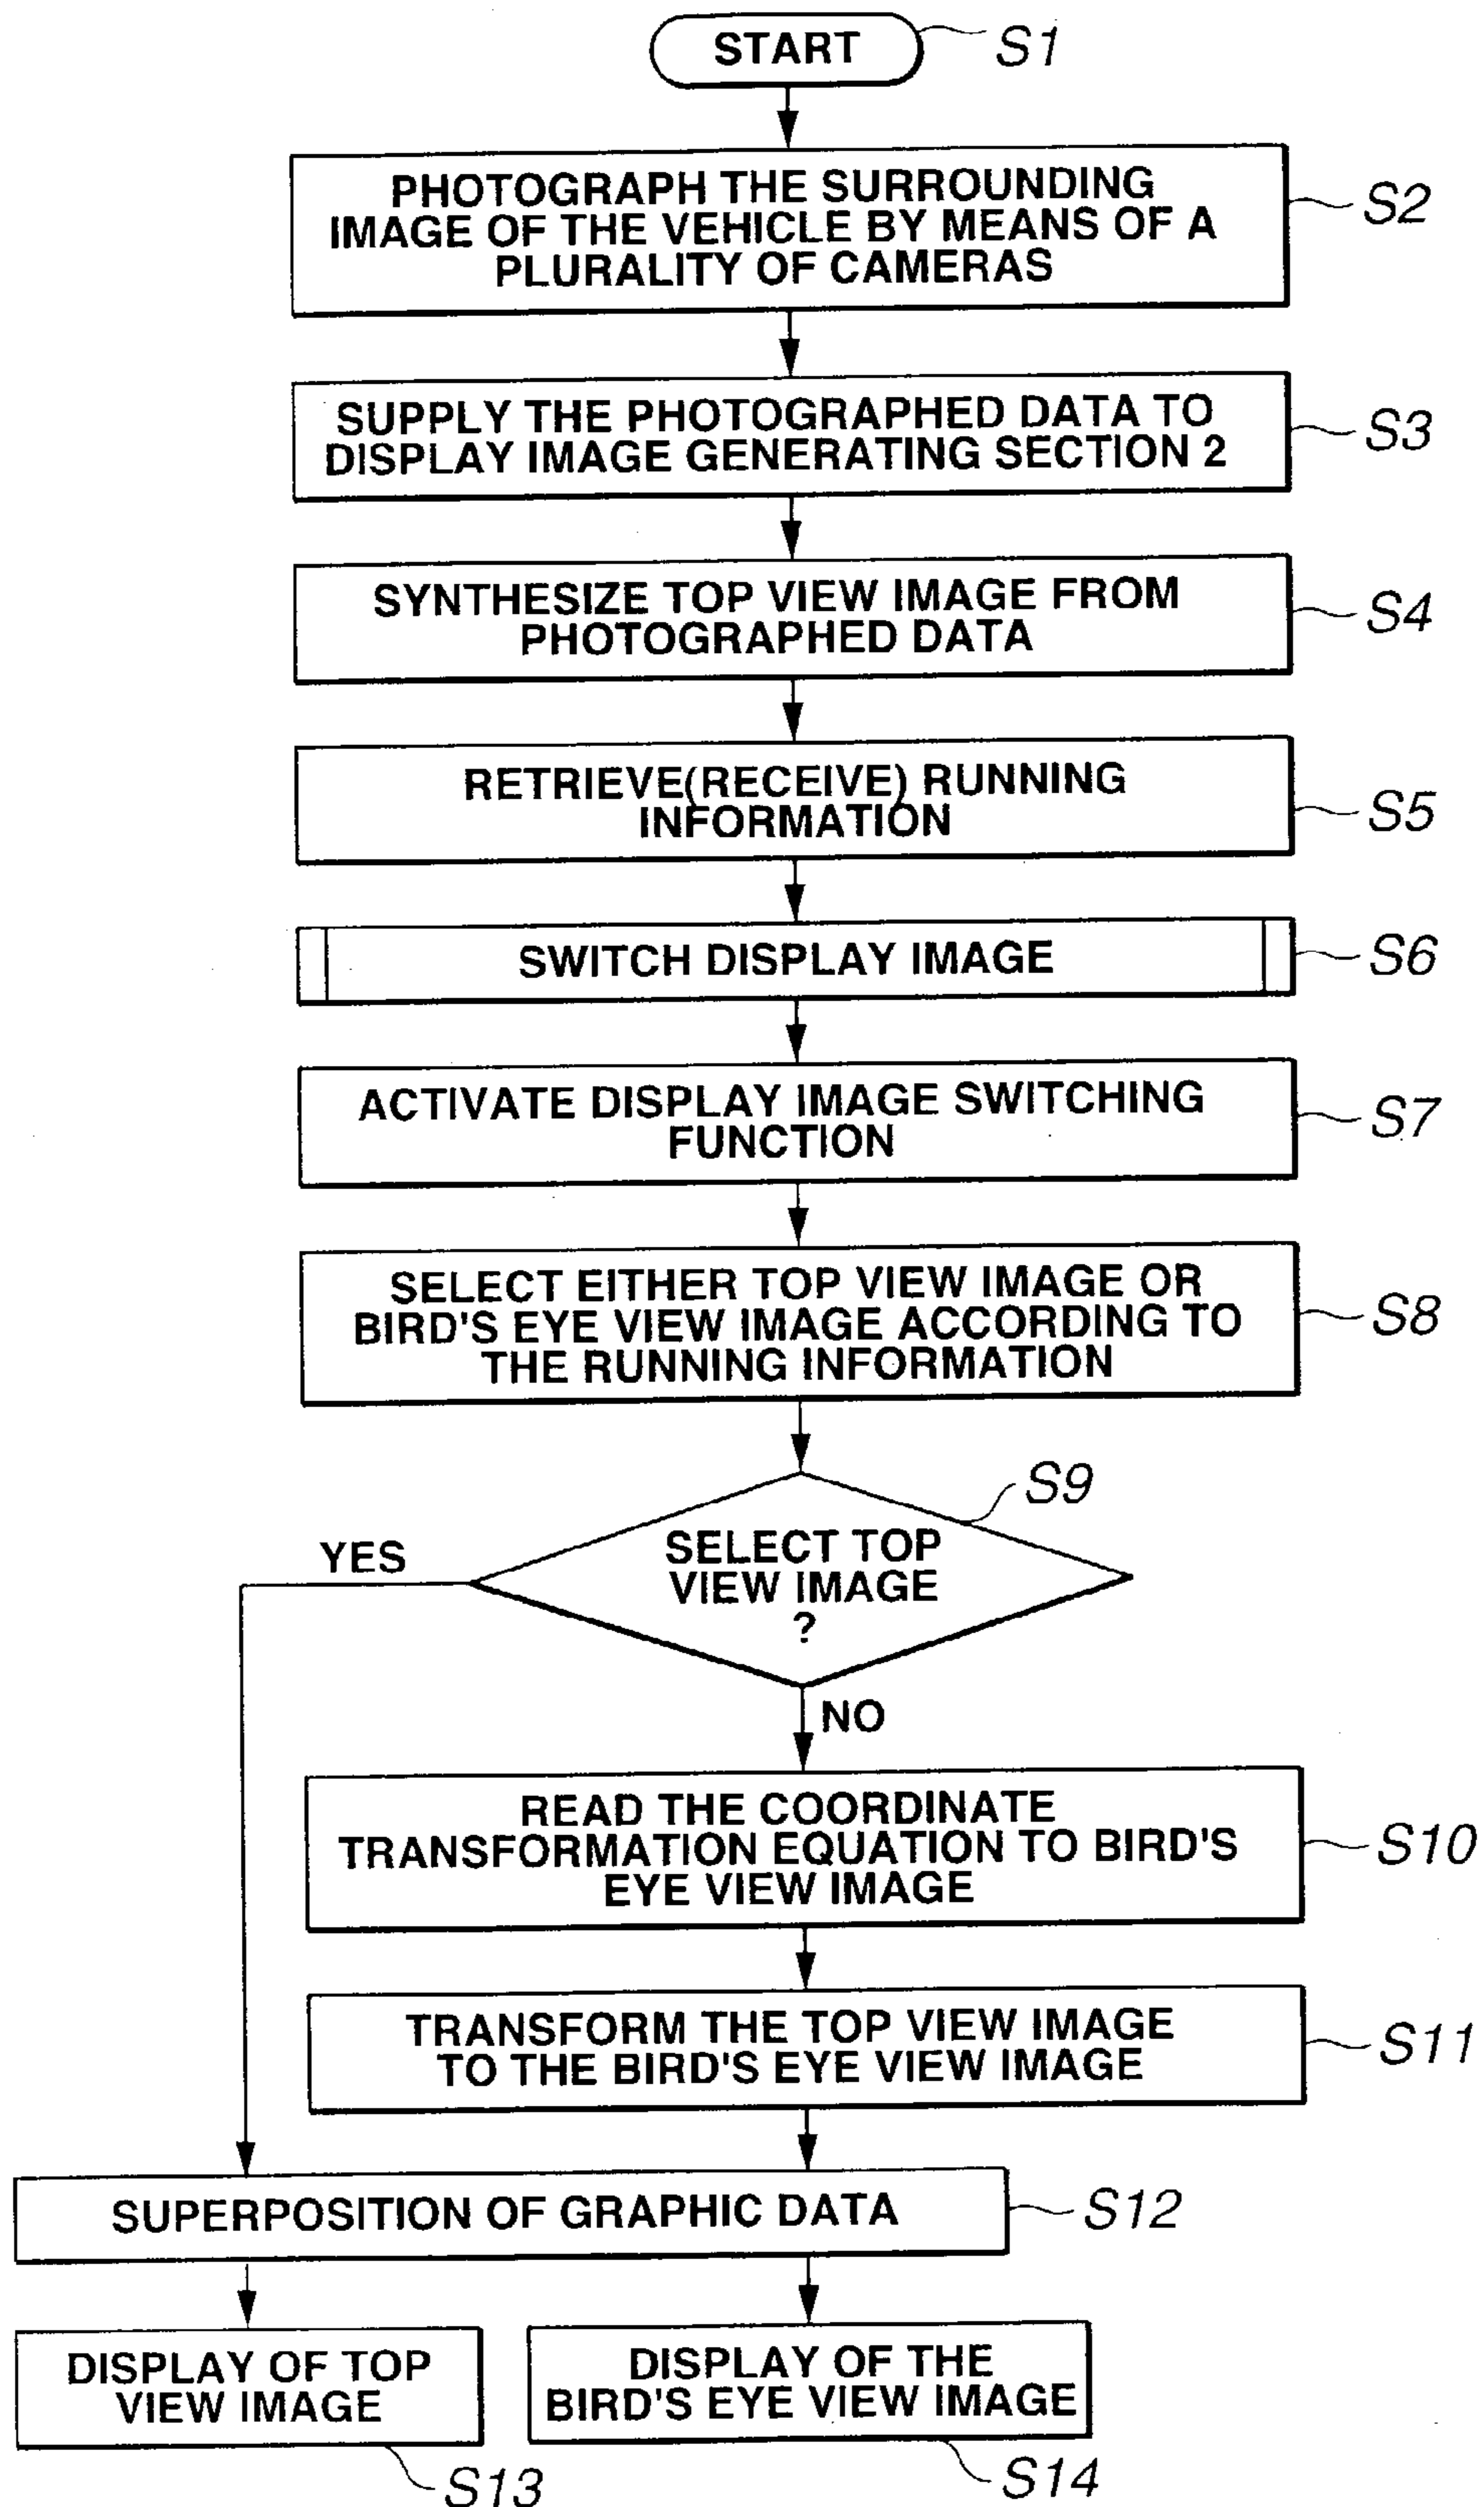 START
S1
PHOTOGRAPH THE SURROUNDING
IMAGE OF THE VEHICLE BY MEANS OF A
PLURALITY OF CAMERAS
S2
SUPPLY THE PHOTOGRAPHED DATA TO
DISPLAY IMAGE GENERATING SECTION 2
S3
SYNTHESIZE TOP VIEW IMAGE FROM
PHOTOGRAPHED DATA
S4
RETRIEVE(RECEIVE) RUNNING
INFORMATION
S5
SWITCH DISPLAY IMAGE
S6
ACTIVATE DISPLAY IMAGE SWITCHING
FUNCTION
S7
SELECT EITHER TOP VIEW IMAGE OR
BIRD'S EYE VIEW IMAGE ACCORDING TO
THE RUNNING INFORMATION
S8
S9
SELECT TOP
VIEW IMAGE
?
YES
NO
READ THE COORDINATE
TRANSFORMATION EQUATION TO BIRD'S
EYE VIEW IMAGE
S10
TRANSFORM THE TOP VIEW IMAGE
TO THE BIRD'S EYE VIEW IMAGE
S11
SUPERPOSITION OF GRAPHIC DATA
S12
DISPLAY OF TOP
VIEW IMAGE
S13
DISPLAY OF THE
BIRD'S EYE VIEW IMAGE
S14